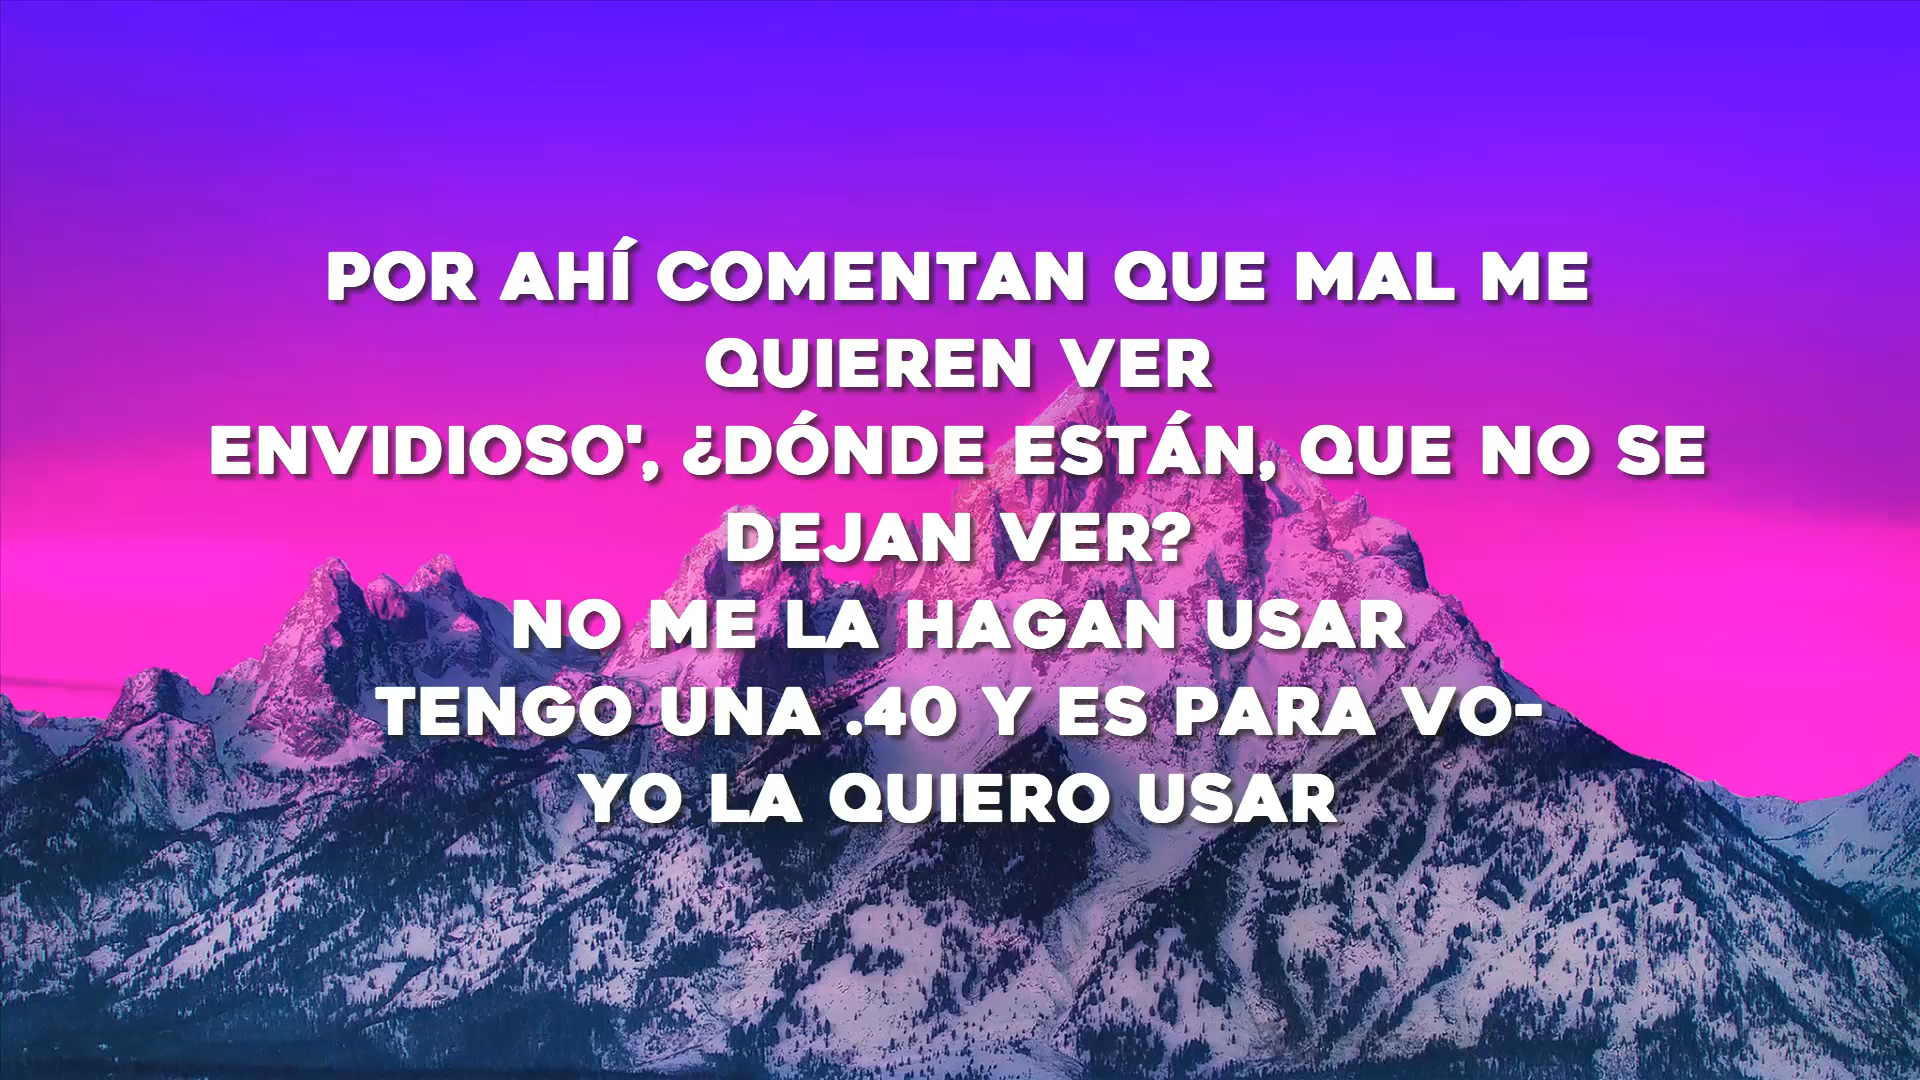 POR AHÍ COMENTAN QUE MAL ME
QUIEREN VER
ENVIDIOSO', ¿DÓNDE ESTÁN, QUE NO SE
DEJAN VER?
NO ME LA HAGAN USAR
TENGO UNA .40 Y ES PARA VO-
YO LA QUIERO USAR